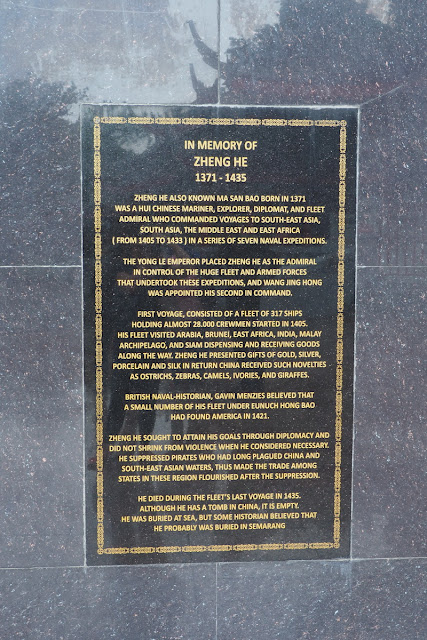 IN MEMORY OF
ZHENG HE
1371 - 1435
ZHENG HE ALSO KNOWN MA SAN BAO BORN IN 1371
WAS A HUI CHINESE MARINER, EXPLORER, DIPLOMAT, AND FLEET
ADMIRAL WHO COMMANDED VOYAGES TO SOUTH-EAST ASIA,
SOUTH ASIA, THE MIDDLE EAST AND EAST AFRICA
( FROM 1405 TO 1433 ) IN A SERIES OF SEVEN NAVAL EXPEDITIONS.
THE YONG LE EMPEROR PLACED ZHENG HE AS THE ADMIRAL
IN CONTROL OF THE HUGE FLEET AND ARMED FORCES
THAT UNDERTOOK THESE EXPEDITIONS, AND WANG JING HONG
WAS APPOINTED HIS SECOND IN COMMAND.
FIRST VOYAGE, CONSISTED OF A FLEET OF 317 SHIPS
HOLDING ALMOST 28.000 CREWMEN STARTED IN 1405.
HIS FLEET VISITED ARABIA, BRUNEI, EAST AFRICA, INDIA, MALAY
ARCHIPELAGO, AND SIAM DISPENSING AND RECEIVING GOODS
ALONG THE WAY. ZHENG HE PRESENTED GIFTS OF GOLD, SILVER,
PORCELAIN AND SILK IN RETURN CHINA RECEIVED SUCH NOVELTIES
AS OSTRICHS, ZEBRAS, CAMELS, IVORIES, AND GIRAFFES.
BRITISH NAVAL-HISTORIAN, GAVIN MENZIES BELIEVED THAT
A SMALL NUMBER OF HIS FLEET UNDER EUNUCH HONG BAO
HAD FOUND AMERICA IN 1421.
ZHENG HE SOUGHT TO ATTAIN HIS GOALS THROUGH DIPLOMACY AND
DID NOT SHRINK FROM VIOLENCE WHEN HE CONSIDERED NECESSARY.
HE SUPPRESSED PIRATES WHO HAD LONG PLAGUED CHINA AND
SOUTH-EAST ASIAN WATERS, THUS MADE THE TRADE AMONG
STATES IN THESE REGION FLOURISHED AFTER THE SUPPRESSION.
HE DIED DURING THE FLEET'S LAST VOYAGE IN 1435.
ALTHOUGH HE HAS A TOMB IN CHINA, IT IS EMPTY.
HE WAS BURIED AT SEA, BUT SOME HISTORIAN BELIEVED THAT
HE PROBABLY WAS BURIED IN SEMARANG